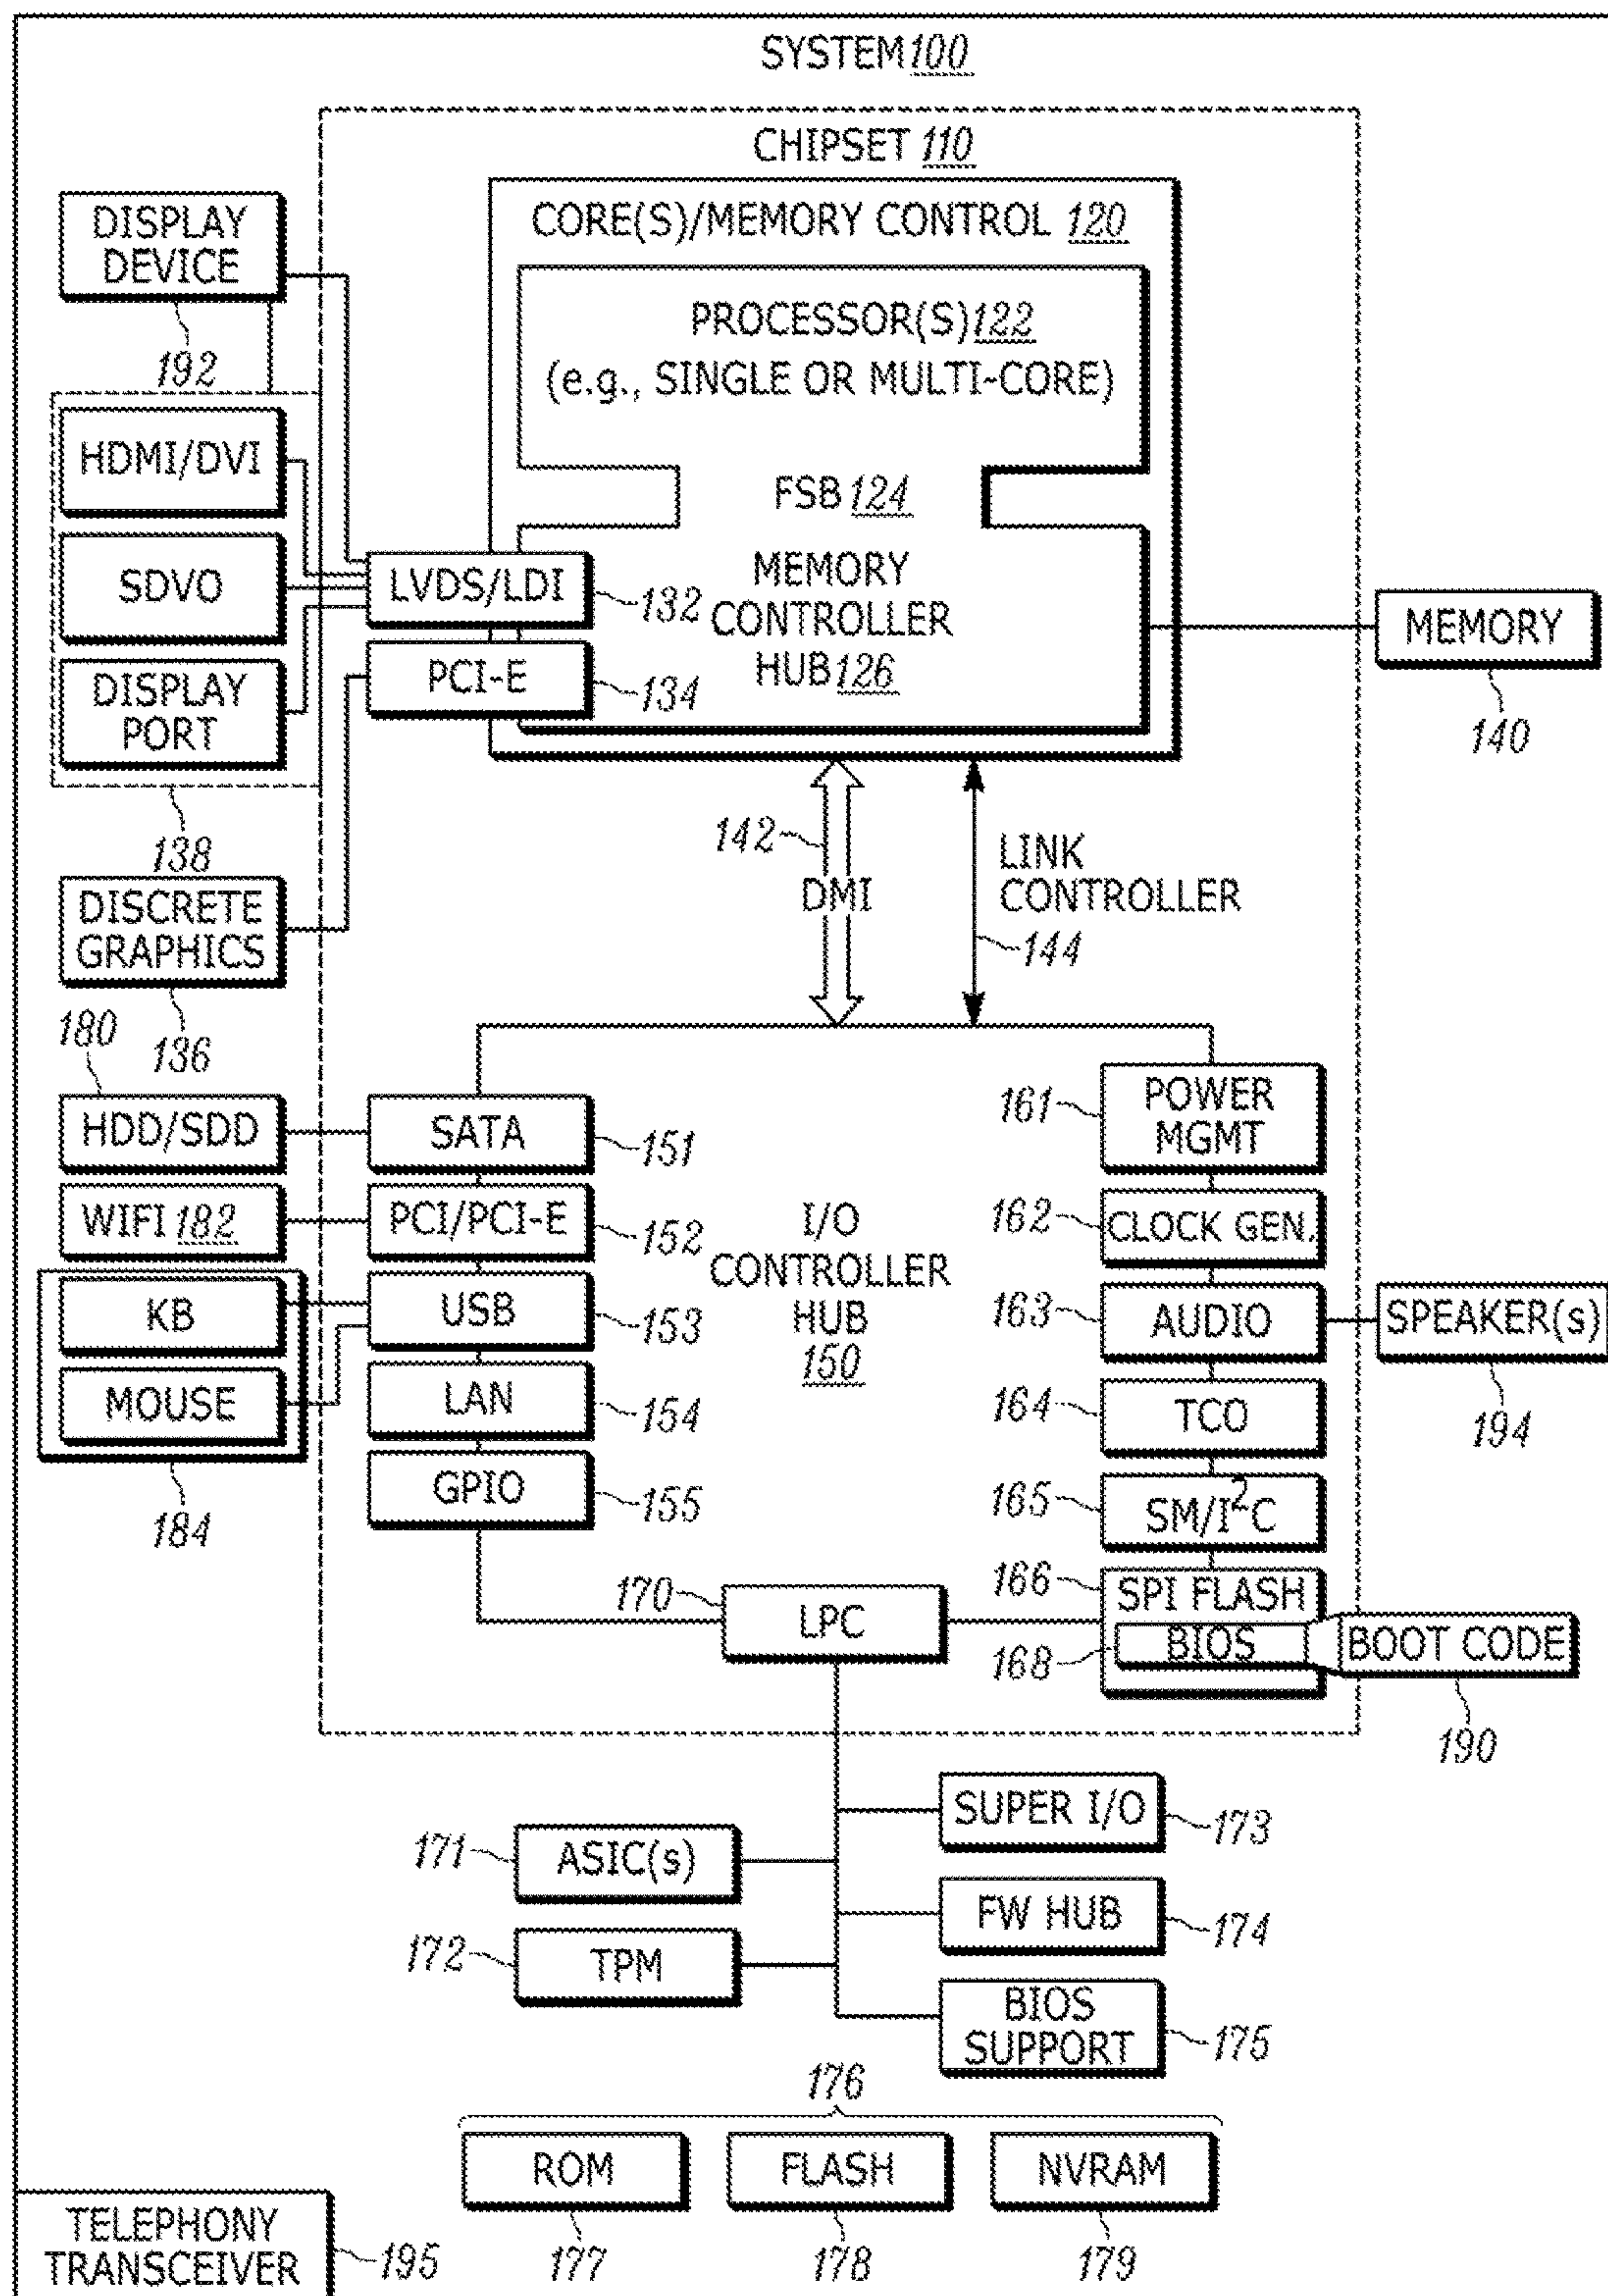 SYSTEM 100
CHIPSET 110
CORE(S)/MEMORY CONTROL 120
PROCESSOR(S) 122
(e.g., SINGLE OR MULTI-CORE)
FSB 124
MEMORY
CONTROLLER
HUB 126
DISPLAY
DEVICE
192
HDMI/DVI
SDVO
DISPLAY
PORT
138
LVDS/LDI
132
PCI-E
134
MEMORY
140
DISCRETE
GRAPHICS
136
142
DMI
LINK
CONTROLLER
144
180
HDD/SDD
WIFI 182
KB
MOUSE
184
SATA
151
PCI/PCI-E
152
USB
153
LAN
154
GPIO
155
I/O
CONTROLLER
HUB
150
161
POWER
MGMT
162
CLOCK GEN.
163
AUDIO
164
TCO
165
SM/I²C
166
SPI FLASH
168
BIOS
SPEAKER(s)
194
BOOT CODE
190
170
LPC
171
ASIC(s)
172
TPM
SUPER I/O
173
FW HUB
174
BIOS
SUPPORT
175
176
ROM
177
FLASH
178
NVRAM
179
TELEPHONY
TRANSCEIVER
195